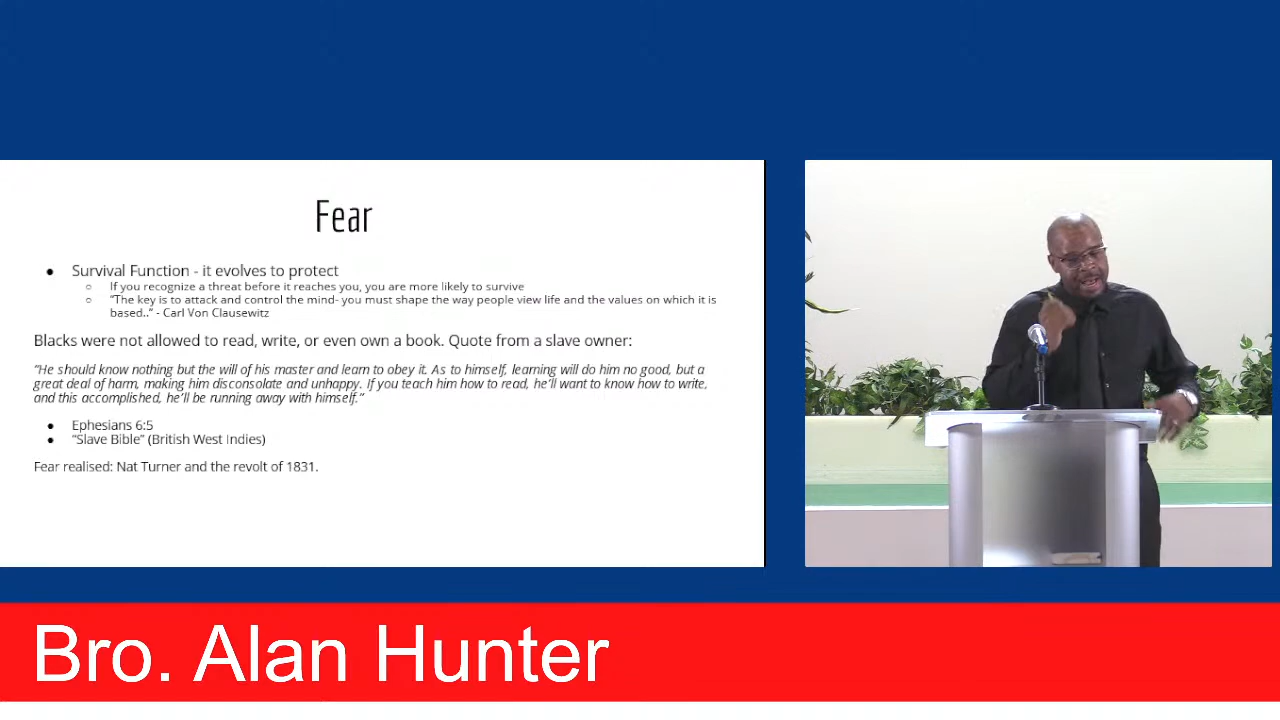 Fear
● Survival Function - it evolves to protect
○ If you recognize a threat before it reaches you, you are more likely to survive
○ “The key is to attack and control the mind- you must shape the way people view life and the values on which it is
based..” - Carl Von Clausewitz
Blacks were not allowed to read, write, or even own a book. Quote from a slave owner:
“He should know nothing but the will of his master and learn to obey it. As to himself, learning will do him no good, but a
great deal of harm, making him disconsolate and unhappy. If you teach him how to read, he’ll want to know how to write,
and this accomplished, he’ll be running away with himself.”
● Ephesians 6:5
● “Slave Bible” (British West Indies)
Fear realised: Nat Turner and the revolt of 1831.
Bro. Alan Hunter